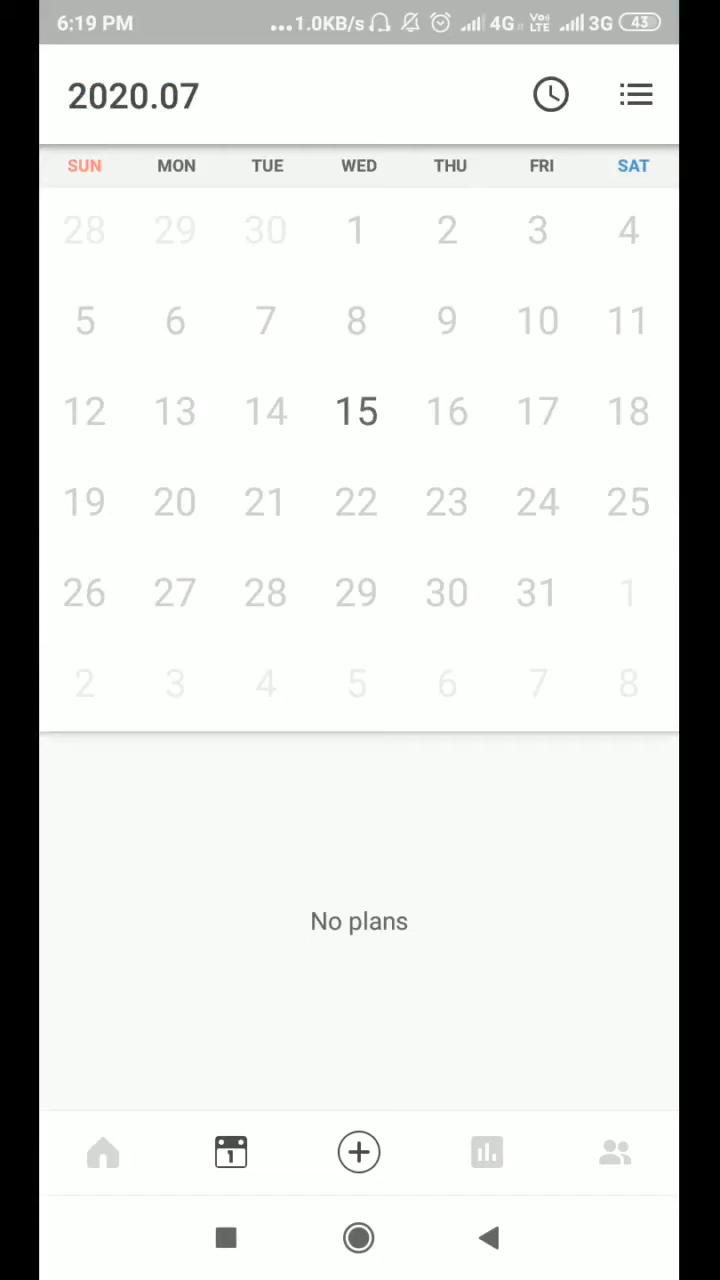 6:19 PM ...1.0KB/s 4G Vo) LTE 3G 43
2020.07
SUN MON TUE WED THU FRI SAT
28 29 30 1 2 3 4
5 6 7 8 9 10 11
12 13 14 15 16 17 18
19 20 21 22 23 24 25
26 27 28 29 30 31 1
2 3 4 5 6 7 8
No plans
1